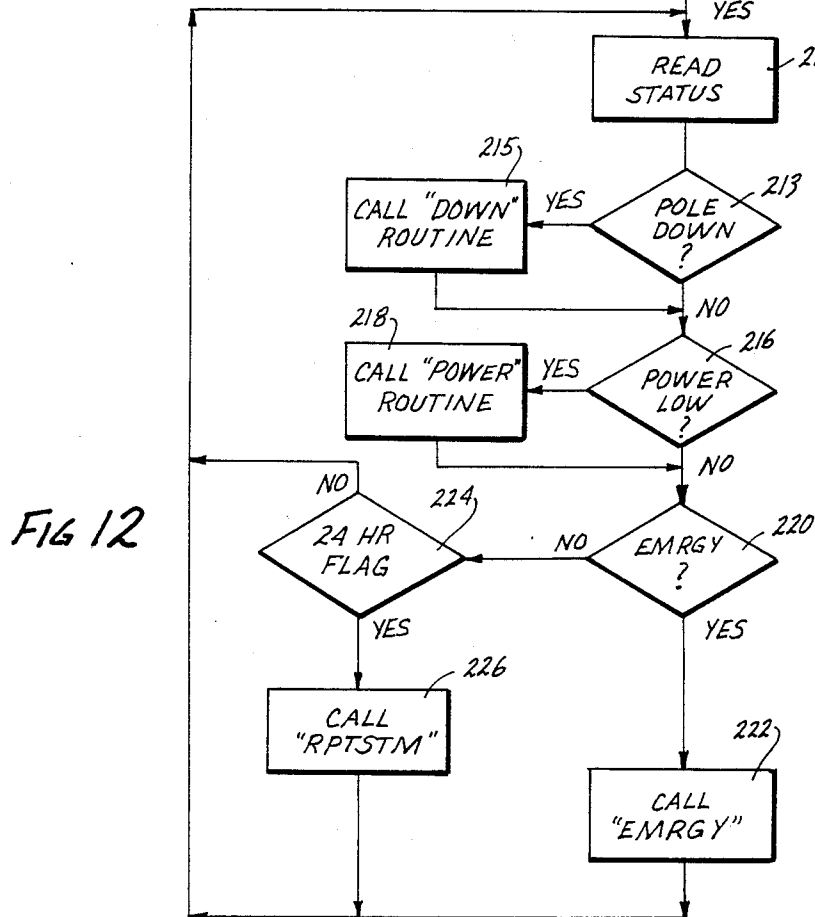 YES
READ
STATUS
215
CALL "DOWN"
ROUTINE
YES
POLE
DOWN
?
213
NO
218
CALL "POWER"
ROUTINE
YES
POWER
LOW
?
216
NO
FIG 12
NO
24 HR
FLAG
224
NO
EMRGY
?
220
YES
YES
CALL
"RPTSTM"
226
222
CALL
"EMRGY"